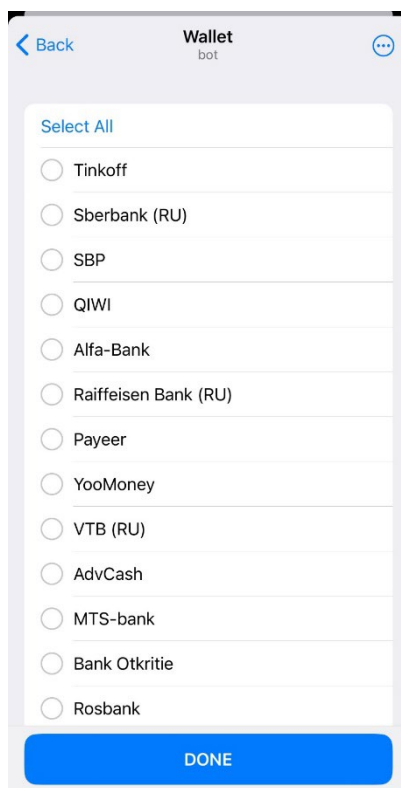 Back
Wallet
bot
Select All
Tinkoff
Sberbank (RU)
SBP
QIWI
Alfa-Bank
Raiffeisen Bank (RU)
Payeer
YooMoney
VTB (RU)
AdvCash
MTS-bank
Bank Otkritie
Rosbank
DONE